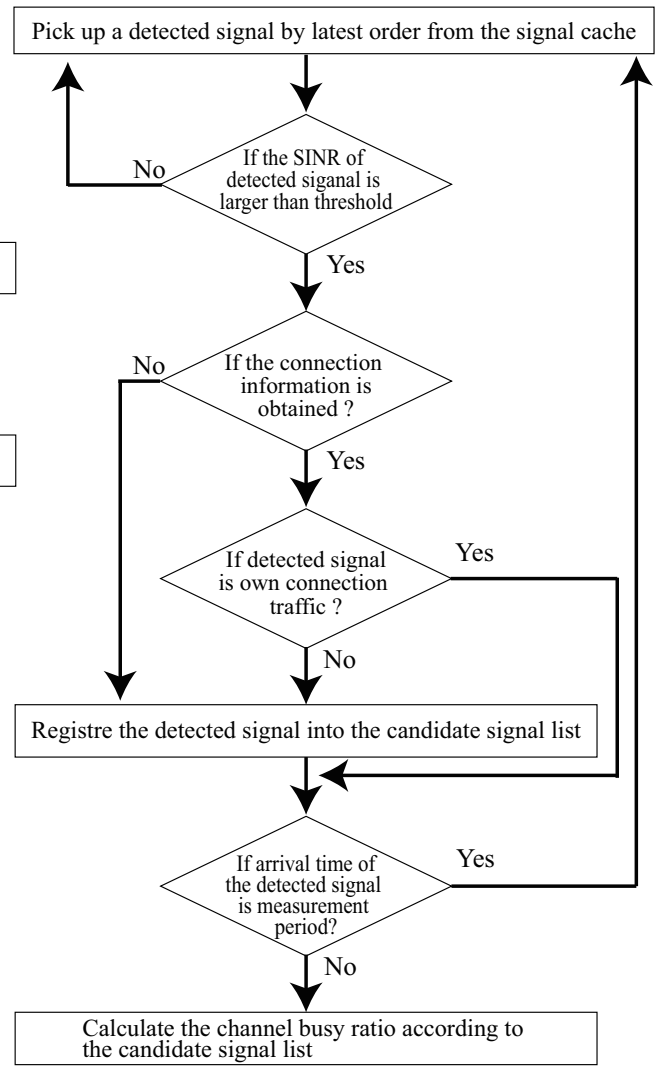 Pick up a detected signal by latest order from the signal cache
If the SINR of
detected siganal is
larger than threshold
No
Yes
If the connection
information is
obtained ?
No
Yes
If detected signal
is own connection
traffic ?
Yes
No
Registre the detected signal into the candidate signal list
If arrival time of
the detected signal
is measurement
period?
Yes
No
Calculate the channel busy ratio according to
the candidate signal list